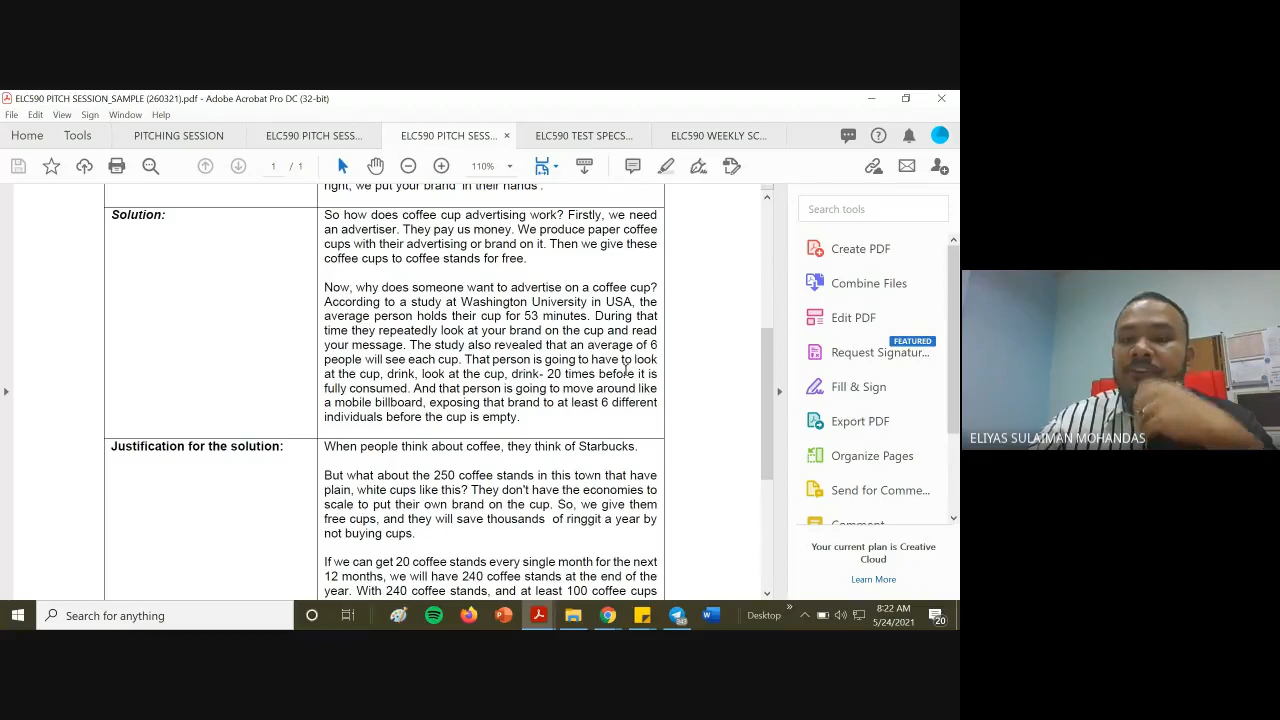 ELC590 PITCH SESSION_SAMPLE (260321).pdf - Adobe Acrobat Pro DC (32-bit)
File Edit View Sign Window Help
Home Tools PITCHING SESSION ELC590 PITCH SESS... ELC590 PITCH SESS... × ELC590 TEST SPECS... ELC590 WEEKLY SC...
1 / 1 110%
right, we put your brand 'in their hands'.
Solution:
So how does coffee cup advertising work? Firstly, we need
an advertiser. They pay us money. We produce paper coffee
cups with their advertising or brand on it. Then we give these
coffee cups to coffee stands for free.
Now, why does someone want to advertise on a coffee cup?
According to a study at Washington University in USA, the
average person holds their cup for 53 minutes. During that
time they repeatedly look at your brand on the cup and read
your message. The study also revealed that an average of 6
people will see each cup. That person is going to have to look
at the cup, drink, look at the cup, drink- 20 times before it is
fully consumed. And that person is going to move around like
a mobile billboard, exposing that brand to at least 6 different
individuals before the cup is empty.
Justification for the solution:
When people think about coffee, they think of Starbucks.
But what about the 250 coffee stands in this town that have
plain, white cups like this? They don't have the economies to
scale to put their own brand on the cup. So, we give them
free cups, and they will save thousands of ringgit a year by
not buying cups.
If we can get 20 coffee stands every single month for the next
12 months, we will have 240 coffee stands at the end of the
year. With 240 coffee stands, and at least 100 coffee cups
Search tools
Create PDF
Combine Files
Edit PDF
FEATURED
Request Signatur...
Fill & Sign
Export PDF
Organize Pages
Send for Comme...
Comment
Your current plan is Creative
Cloud
Learn More
ELIYAS SULAIMAN MOHANDAS
Search for anything
Desktop
8:22 AM
5/24/2021
20